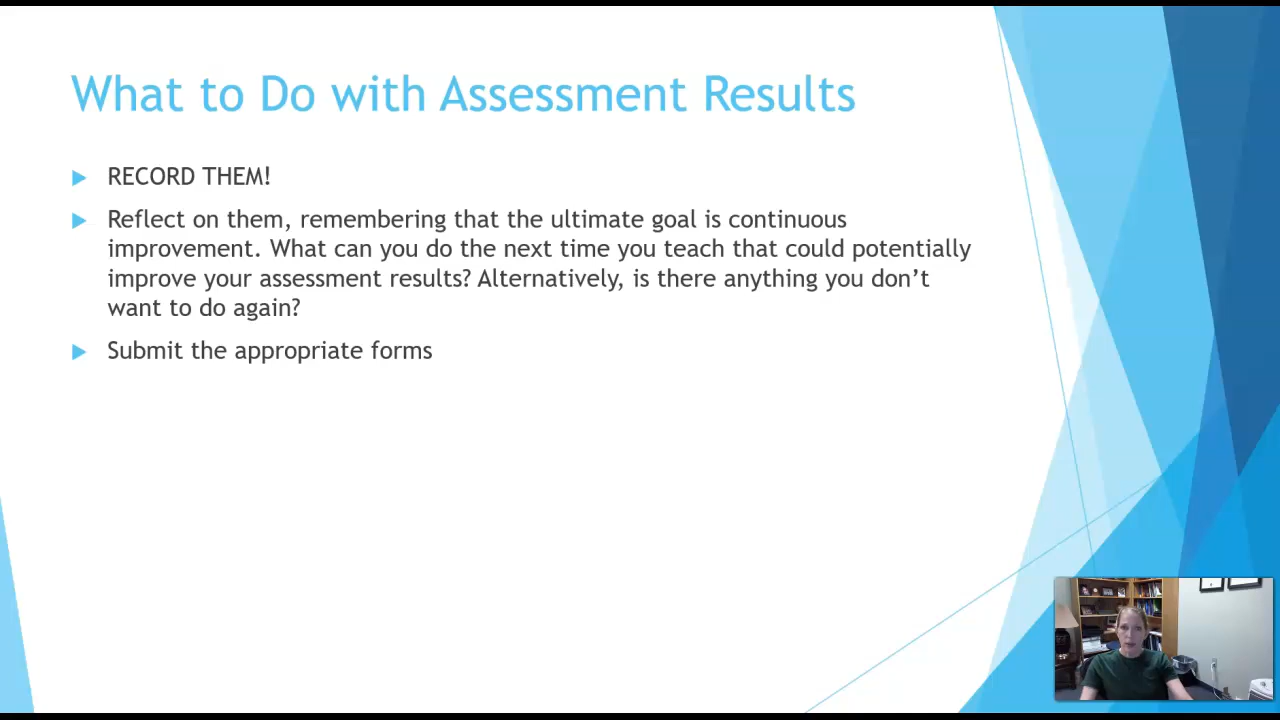 What to Do with Assessment Results
RECORD THEM!
Reflect on them, remembering that the ultimate goal is continuous
improvement. What can you do the next time you teach that could potentially
improve your assessment results? Alternatively, is there anything you don’t
want to do again?
Submit the appropriate forms